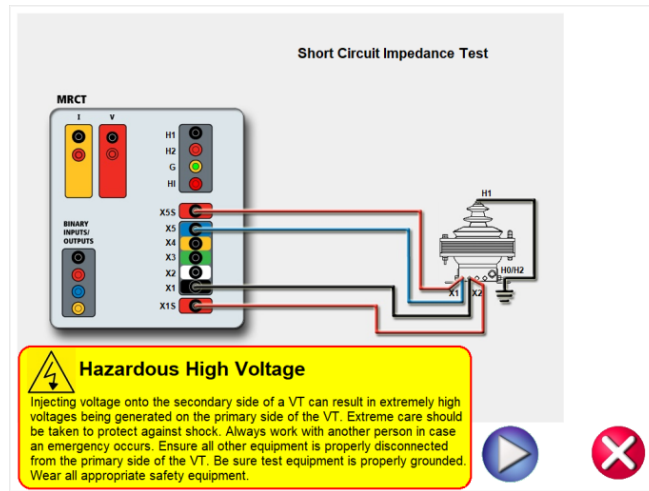 Short Circuit Impedance Test
MRCT
I V
H1
H2
G
HI
BINARY
INPUTS/
OUTPUTS
X5S
X5
X4
X3
X2
X1
X1S
H1
H0/H2
X1 X2
Hazardous High Voltage
Injecting voltage onto the secondary side of a VT can result in extremely high
voltages being generated on the primary side of the VT. Extreme care should
be taken to protect against shock. Always work with another person in case
an emergency occurs. Ensure all other equipment is properly disconnected
from the primary side of the VT. Be sure test equipment is properly grounded.
Wear all appropriate safety equipment.